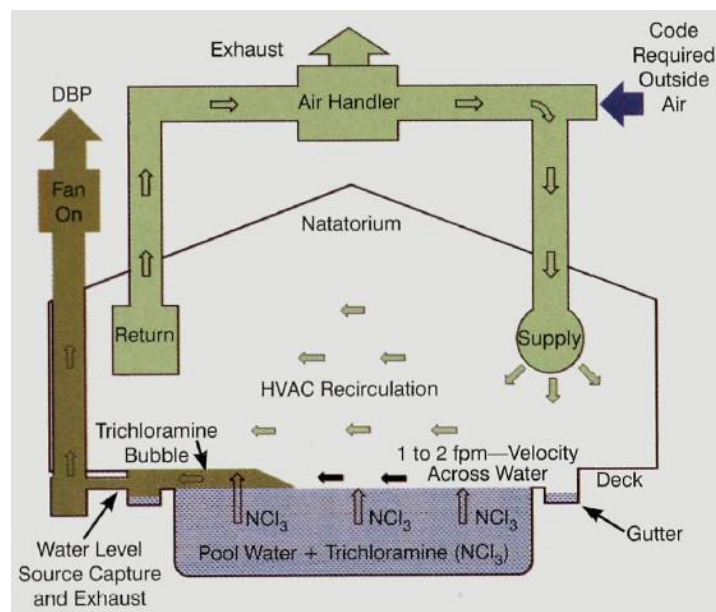 Exhaust
Code
Required
Outside
Air
DBP
Air Handler
Fan
On
Natatorium
Return
Supply
HVAC Recirculation
Trichloramine
Bubble
1 to 2 fpm—Velocity
Across Water
Deck
NCl₃
NCl₃
NCl₃
Gutter
Pool Water + Trichloramine (NCl₃)
Water Level
Source Capture
and Exhaust